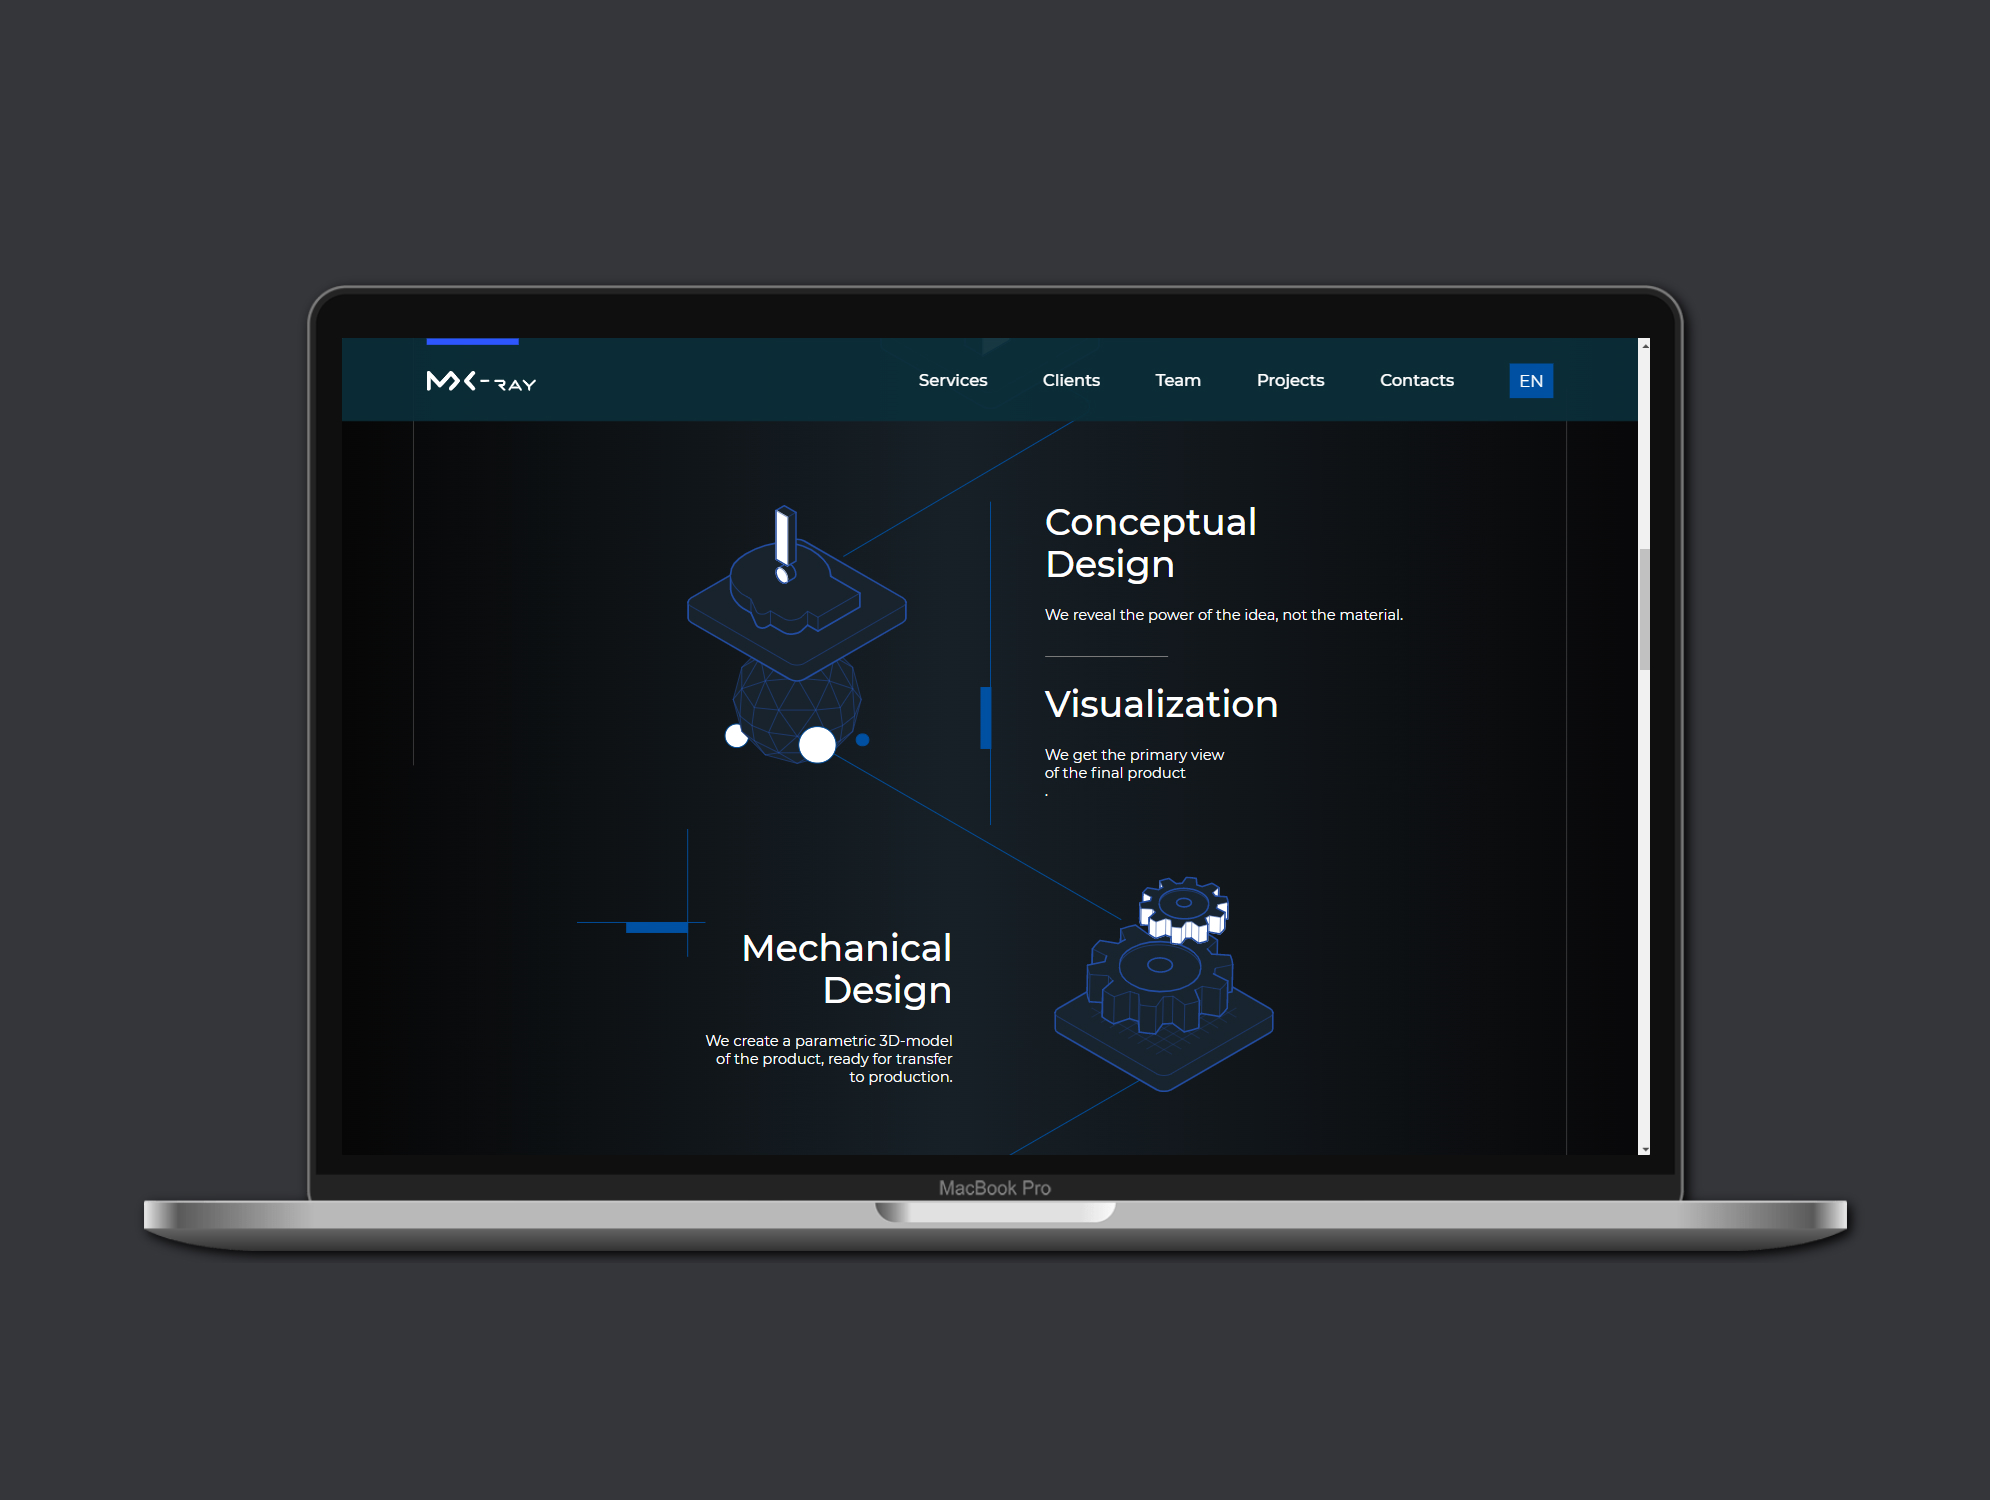 MX-RAY
Services
Clients
Team
Projects
Contacts
EN
Conceptual
Design
We reveal the power of the idea, not the material.
Visualization
We get the primary view
of the final product
.
Mechanical
Design
We create a parametric 3D-model
of the product, ready for transfer
to production.
MacBook Pro